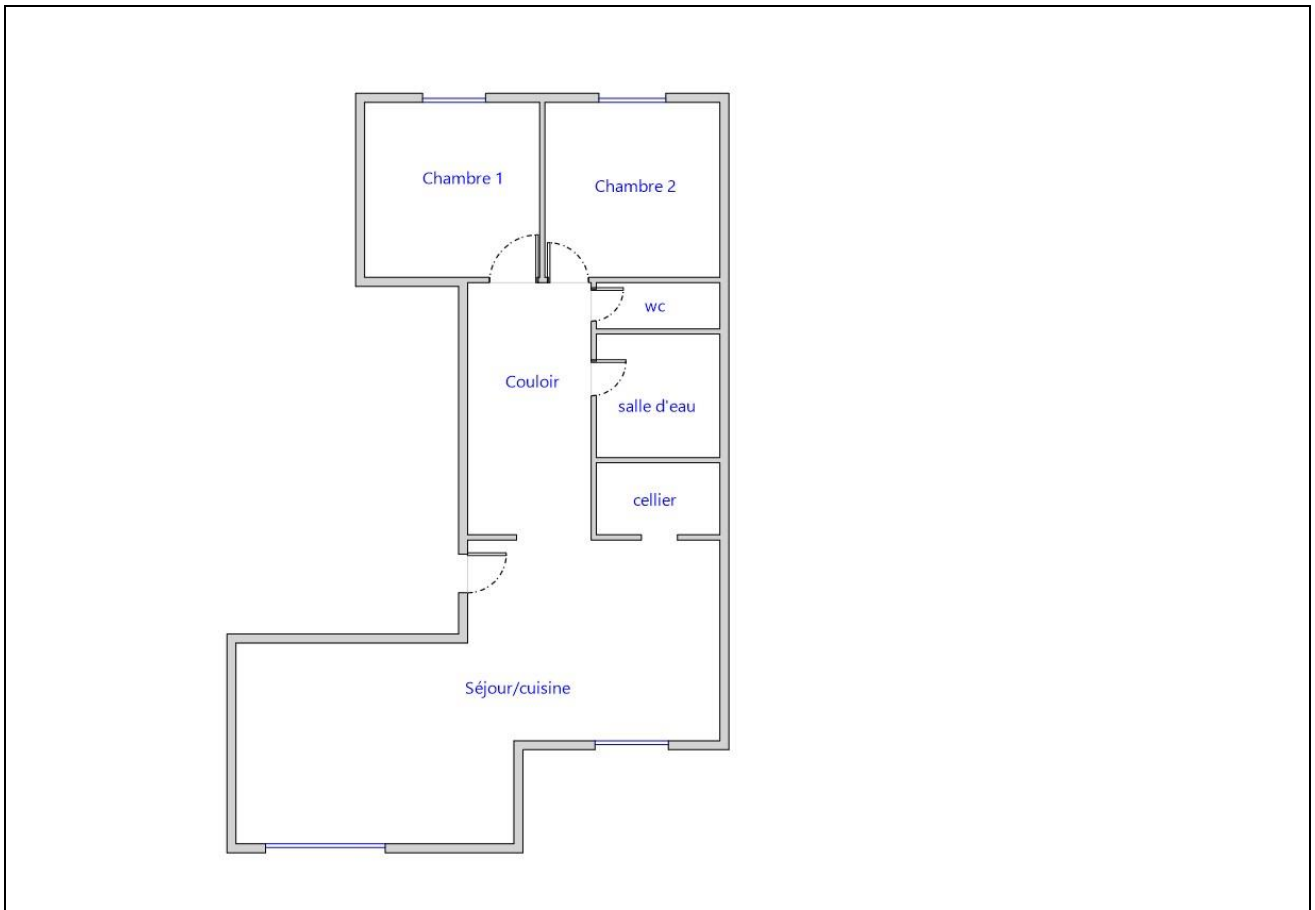 Chambre 1
Chambre 2
wc
Couloir
salle d'eau
cellier
Séjour/cuisine